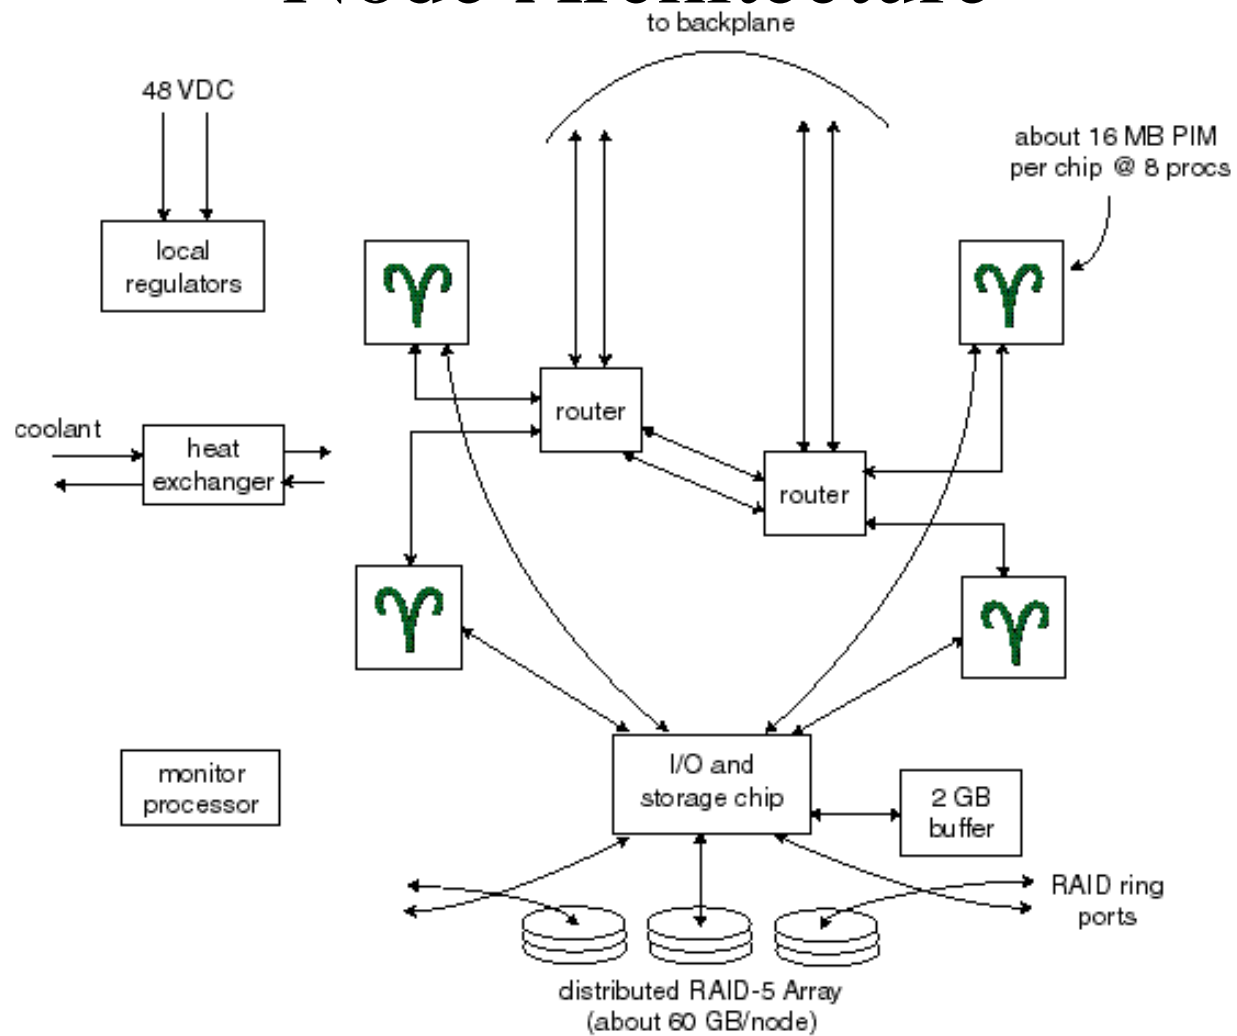 Node Architecture
to backplane
48 VDC
about 16 MB PIM
per chip @ 8 procs
local
regulators
router
coolant
heat
exchanger
router
monitor
processor
I/O and
storage chip
2 GB
buffer
RAID ring
ports
distributed RAID-5 Array
(about 60 GB/node)